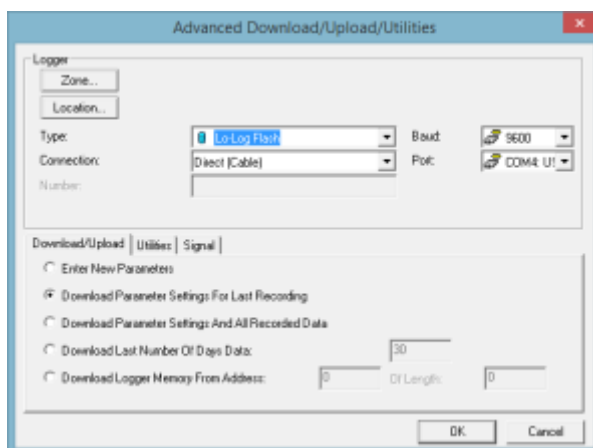 Advanced Download/Upload/Utilities
Logger
Zone...
Location...
Type: Lo-Log Flash Baud: 9600
Connection: Direct (Cable) Port: COM4: US
Number:
Download/Upload Utilities Signal
Enter New Parameters
Download Parameter Settings For Last Recording
Download Parameter Settings And All Recorded Data
Download Last Number Of Days Data: 30
Download Logger Memory From Address: 0 Of Length: 0
OK Cancel